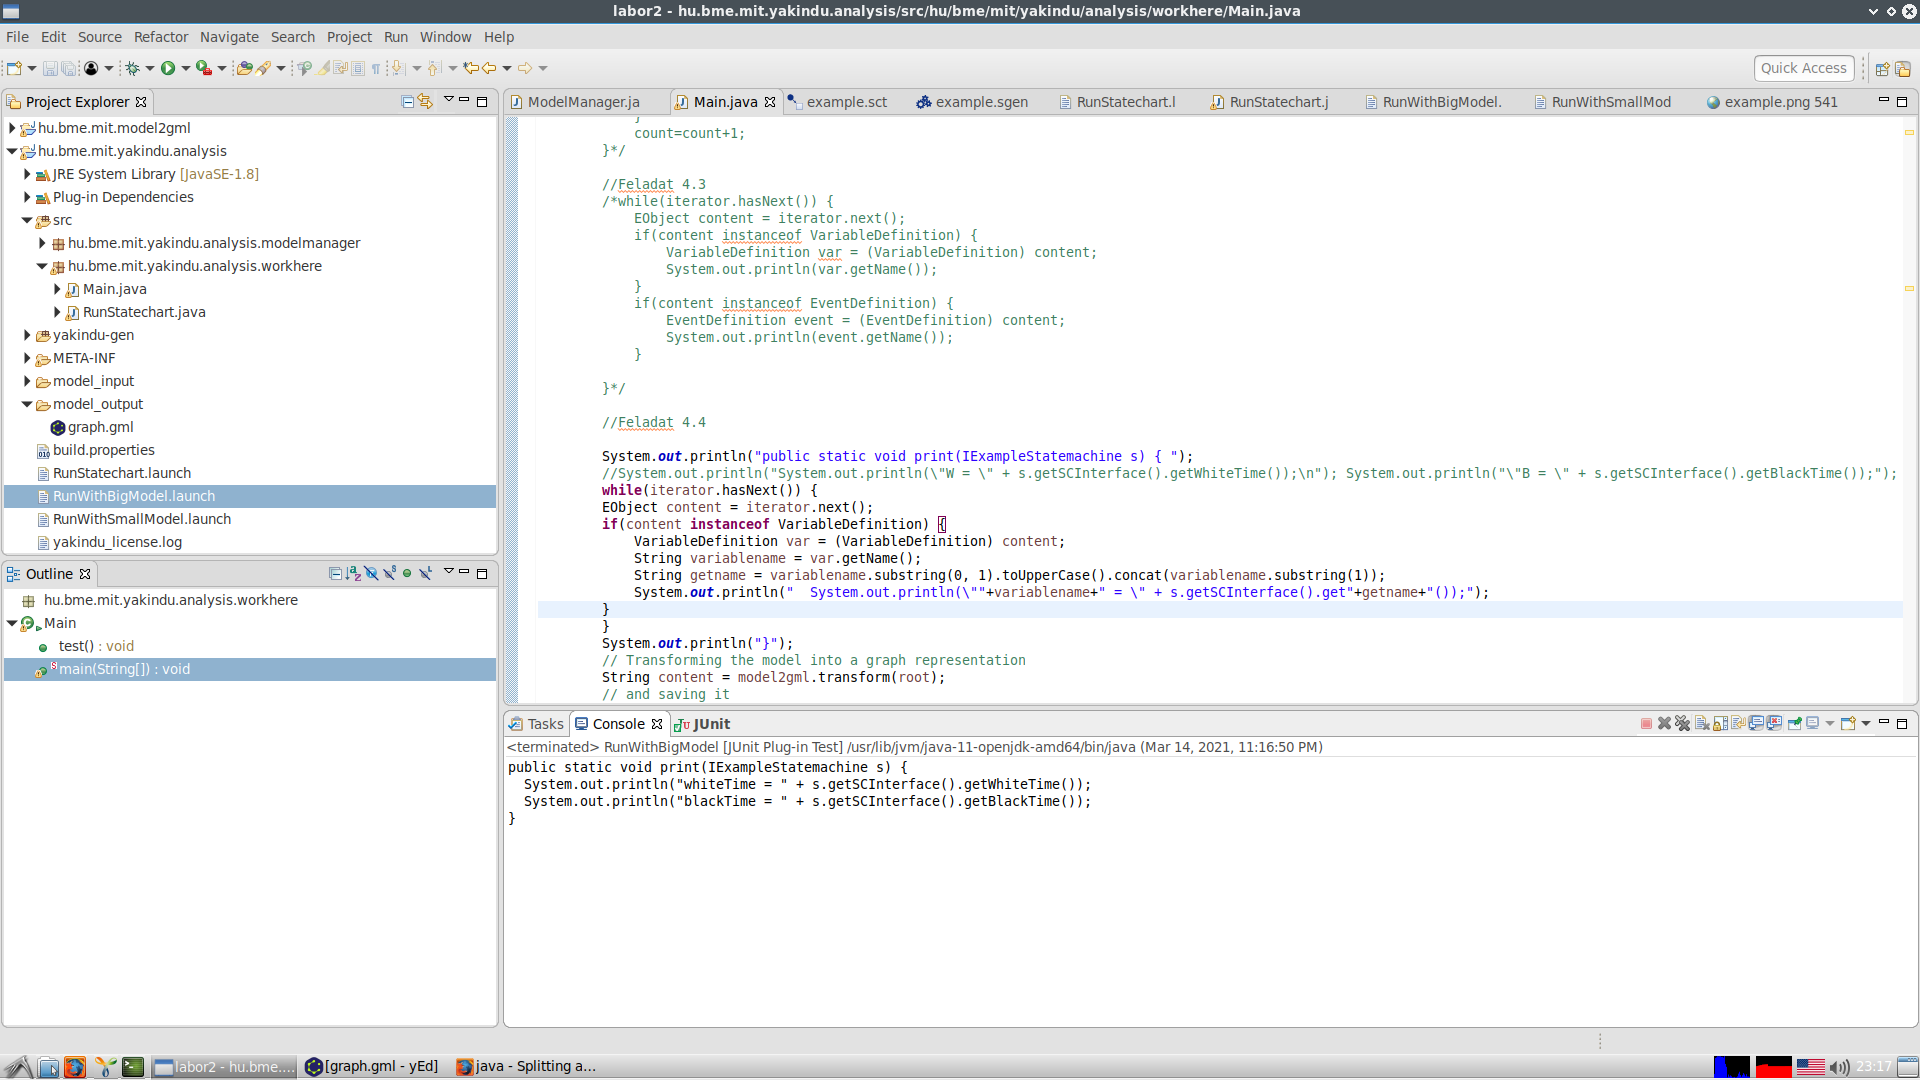 labor2 - hu.bme.mit.yakindu.analysis/src/hu/bme/mit/yakindu/analysis/workhere/Main.java
File Edit Source Refactor Navigate Search Project Run Window Help
Quick Access
Project Explorer
hu.bme.mit.model2gml
hu.bme.mit.yakindu.analysis
JRE System Library [JavaSE-1.8]
Plug-in Dependencies
src
hu.bme.mit.yakindu.analysis.modelmanager
hu.bme.mit.yakindu.analysis.workhere
Main.java
RunStatechart.java
yakindu-gen
META-INF
model_input
model_output
graph.gml
build.properties
RunStatechart.launch
RunWithBigModel.launch
RunWithSmallModel.launch
yakindu_license.log
Outline
hu.bme.mit.yakindu.analysis.workhere
Main
test() : void
main(String[]) : void
ModelManager.ja Main.java example.sct example.sgen RunStatechart.l RunStatechart.j RunWithBigModel. RunWithSmallMod example.png 541
}
count=count+1;
}*/
//Feladat 4.3
/*while(iterator.hasNext()) {
EObject content = iterator.next();
if(content instanceof VariableDefinition) {
VariableDefinition var = (VariableDefinition) content;
System.out.println(var.getName());
}
if(content instanceof EventDefinition) {
EventDefinition event = (EventDefinition) content;
System.out.println(event.getName());
}
}*/
//Feladat 4.4
System.out.println("public static void print(IExampleStatemachine s) { ");
//System.out.println("System.out.println(\"W = \" + s.getSCInterface().getWhiteTime());\n"); System.out.println("\"B = \" + s.getSCInterface().getBlackTime());");
while(iterator.hasNext()) {
EObject content = iterator.next();
if(content instanceof VariableDefinition) {
VariableDefinition var = (VariableDefinition) content;
String variablename = var.getName();
String getname = variablename.substring(0, 1).toUpperCase().concat(variablename.substring(1));
System.out.println("  System.out.println(\""+variablename+" = \" + s.getSCInterface().get"+getname+"());");
}
}
System.out.println("}");
// Transforming the model into a graph representation
String content = model2gml.transform(root);
// and saving it
Tasks Console JUnit
<terminated> RunWithBigModel [JUnit Plug-in Test] /usr/lib/jvm/java-11-openjdk-amd64/bin/java (Mar 14, 2021, 11:16:50 PM)
public static void print(IExampleStatemachine s) {
System.out.println("whiteTime = " + s.getSCInterface().getWhiteTime());
System.out.println("blackTime = " + s.getSCInterface().getBlackTime());
}
labor2 - hu.bme.... [graph.gml - yEd] java - Splitting a... 23:17